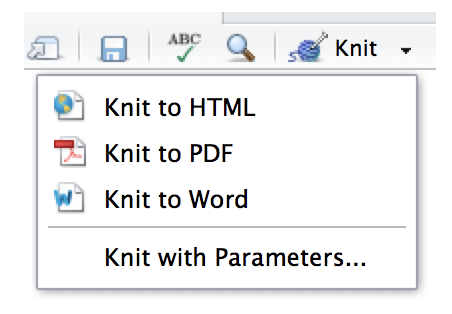 ABC Knit
Knit to HTML
Knit to PDF
Knit to Word
Knit with Parameters...